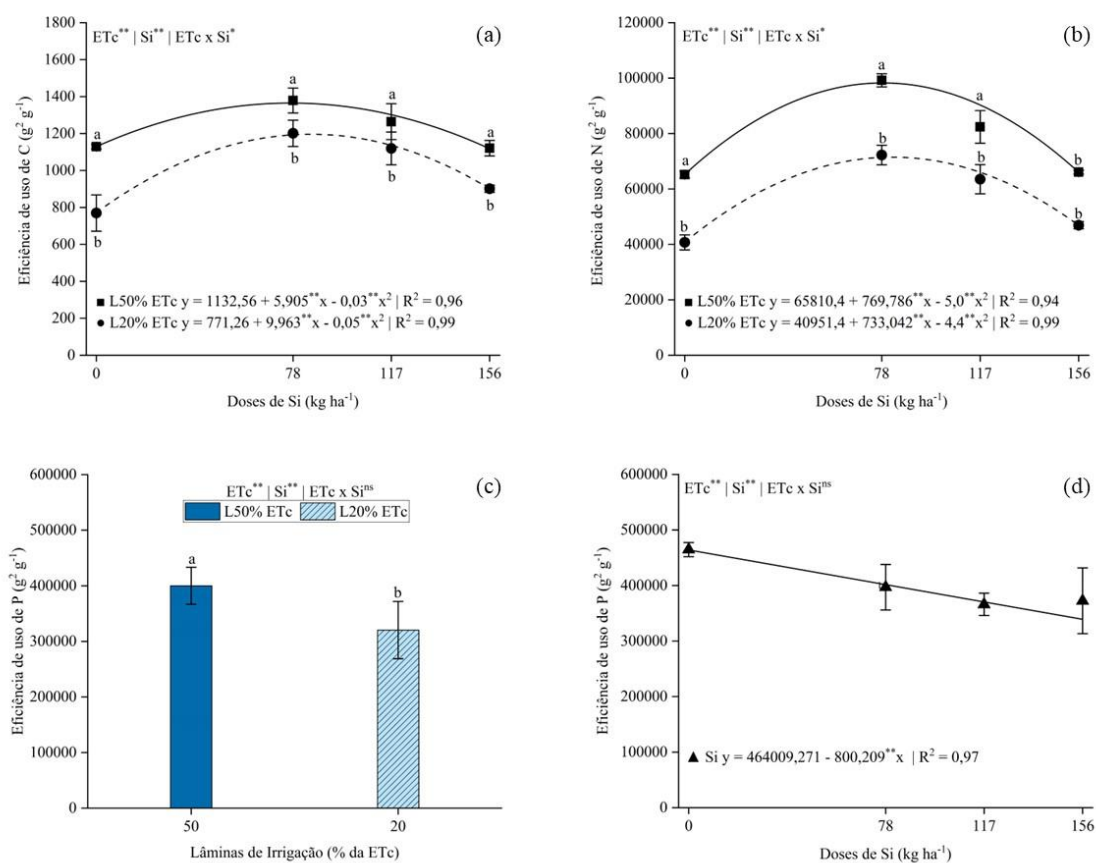 (a)
ETc** | Si** | ETc x Si*
Eficiência de uso de C (g² g⁻¹)
1800
1600
1400
1200
1000
800
600
400
200
0
a
a
a
a
b
b
b
b
■ L50% ETc y = 1132,56 + 5,905**x - 0,03**x² | R² = 0,96
● L20% ETc y = 771,26 + 9,963**x - 0,05**x² | R² = 0,99
0 78 117 156
Doses de Si (kg ha⁻¹)
(b)
ETc** | Si** | ETc x Si*
Eficiência de uso de N (g² g⁻¹)
120000
100000
80000
60000
40000
20000
0
a
a
a
b
b
b
b
b
■ L50% ETc y = 65810,4 + 769,786**x - 5,0**x² | R² = 0,94
● L20% ETc y = 40951,4 + 733,042**x - 4,4**x² | R² = 0,99
0 78 117 156
Doses de Si (kg ha⁻¹)
(c)
ETc** | Si** | ETc x Siⁿˢ
L50% ETc L20% ETc
Eficiência de uso de P (g² g⁻¹)
600000
500000
400000
300000
200000
100000
0
a
b
50 20
Lâminas de Irrigação (% da ETc)
(d)
ETc** | Si** | ETc x Siⁿˢ
Eficiência de uso de P (g² g⁻¹)
600000
500000
400000
300000
200000
100000
0
▲ Si y = 464009,271 - 800,209**x | R² = 0,97
0 78 117 156
Doses de Si (kg ha⁻¹)